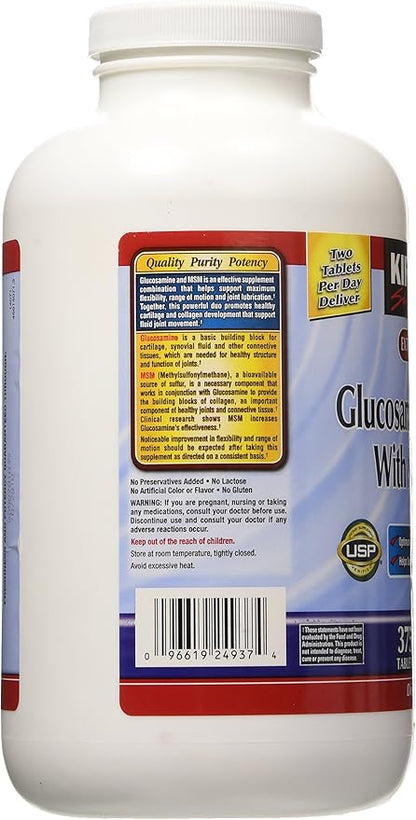 Quality Purity Potency
Glucosamine and MSM is an effective supplement
combination that helps support maximum
flexibility, range of motion and joint lubrication.†
Together, this powerful duo promotes healthy
cartilage and collagen development that support
fluid joint movement.†
Glucosamine is a basic building block for
cartilage, synovial fluid and other connective
tissues, which are needed for healthy structure
and function of joints.†
MSM (Methylsulfonylmethane), a bioavailable
source of sulfur, is a necessary component that
works in conjunction with Glucosamine to provide
the building blocks of collagen, an important
component of healthy joints and connective tissue.†
Clinical research shows MSM increases
Glucosamine's effectiveness.†
Noticeable improvement in flexibility and range of
motion should be expected after taking this
supplement as directed on a consistent basis.†
No Preservatives Added • No Lactose
No Artificial Color or Flavor • No Gluten
WARNING: If you are pregnant, nursing or taking
any medications, consult your doctor before use.
Discontinue use and consult your doctor if any
adverse reactions occur.
Keep out of the reach of children.
Store at room temperature, tightly closed.
Avoid excessive heat.
0 96619 24937 4
Two
Tablets
Per Day
Deliver
KI
S
EXT
Glucosam
With
USP
Optimum
Helps
† These statements have not been
evaluated by the Food and Drug
Administration. This product is
not intended to diagnose, treat,
cure or prevent any disease.
375
TABLE